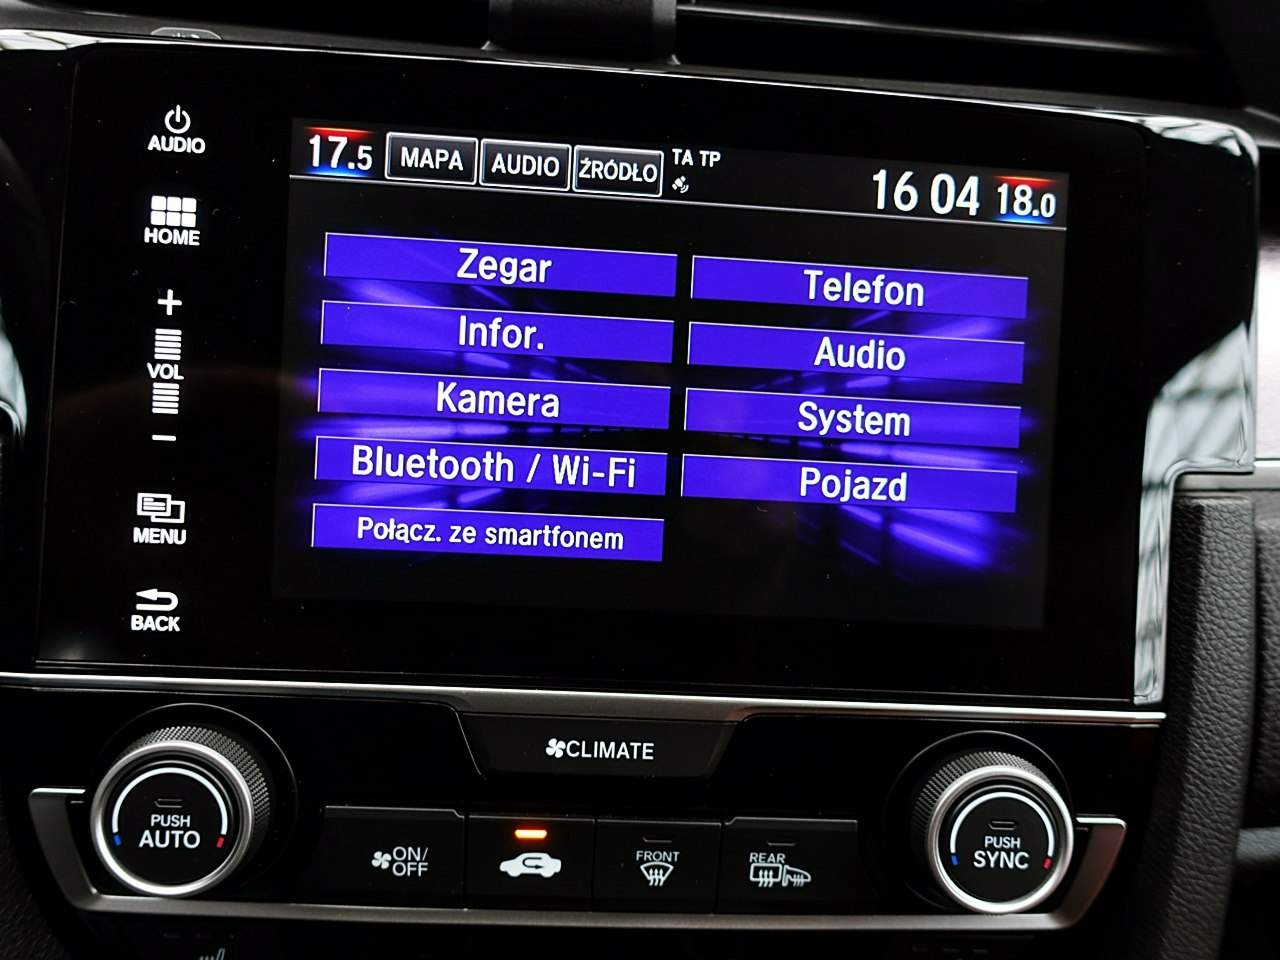 AUDIO
HOME
+
VOL
−
MENU
BACK
17.5 MAPA AUDIO ŹRÓDŁO TA TP 16 04 18.0
Zegar
Telefon
Infor.
Audio
Kamera
System
Bluetooth / Wi-Fi
Pojazd
Połącz. ze smartfonem
CLIMATE
PUSH
AUTO
ON/
OFF
FRONT
REAR
PUSH
SYNC